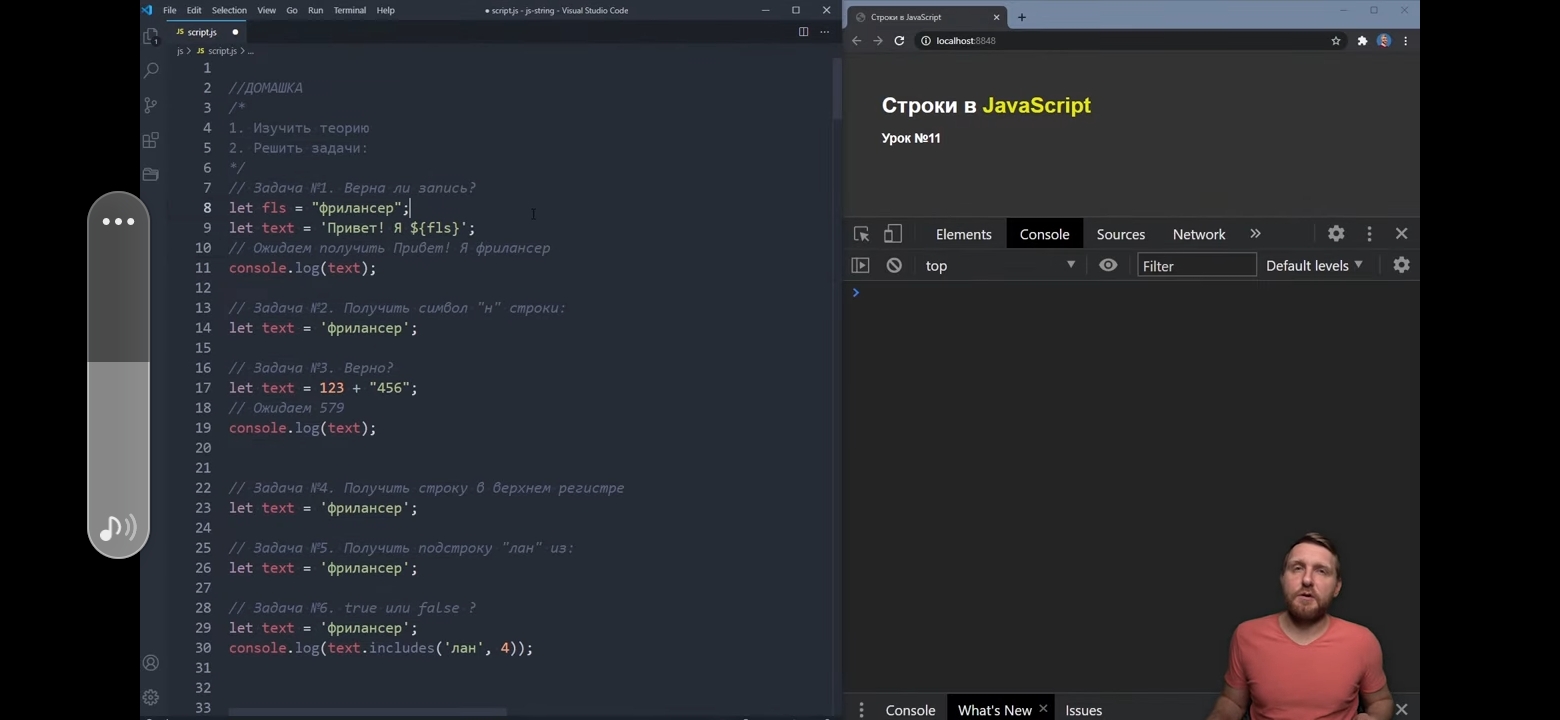 File Edit Selection View Go Run Terminal Help
● script.js - js-string - Visual Studio Code
JS script.js ●
js > JS script.js > ...
1
2 //ДОМАШКА
3 /*
4 1. Изучить теорию
5 2. Решить задачи:
6 */
7 // Задача №1. Верна ли запись?
8 let fls = "фрилансер";
9 let text = 'Привет! Я ${fls}';
10 // Ожидаем получить Привет! Я фрилансер
11 console.log(text);
12
13 // Задача №2. Получить символ "н" строки:
14 let text = 'фрилансер';
15
16 // Задача №3. Верно?
17 let text = 123 + "456";
18 // Ожидаем 579
19 console.log(text);
20
21
22 // Задача №4. Получить строку в верхнем регистре
23 let text = 'фрилансер';
24
25 // Задача №5. Получить подстроку "лан" из:
26 let text = 'фрилансер';
27
28 // Задача №6. true или false ?
29 let text = 'фрилансер';
30 console.log(text.includes('лан', 4));
31
32
33
1
Строки в JavaScript
localhost:8848
Строки в JavaScript
Урок №11
Elements Console Sources Network »
top Filter Default levels
>
Console What's New Issues